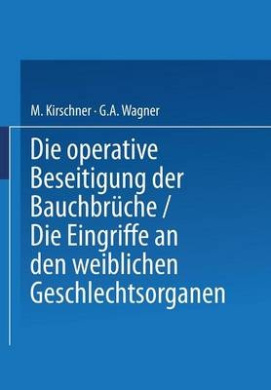 M. Kirschner · G.A. Wagner
Die operative
Beseitigung der
Bauchbrüche /
Die Eingriffe an
den weiblichen
Geschlechtsorganen